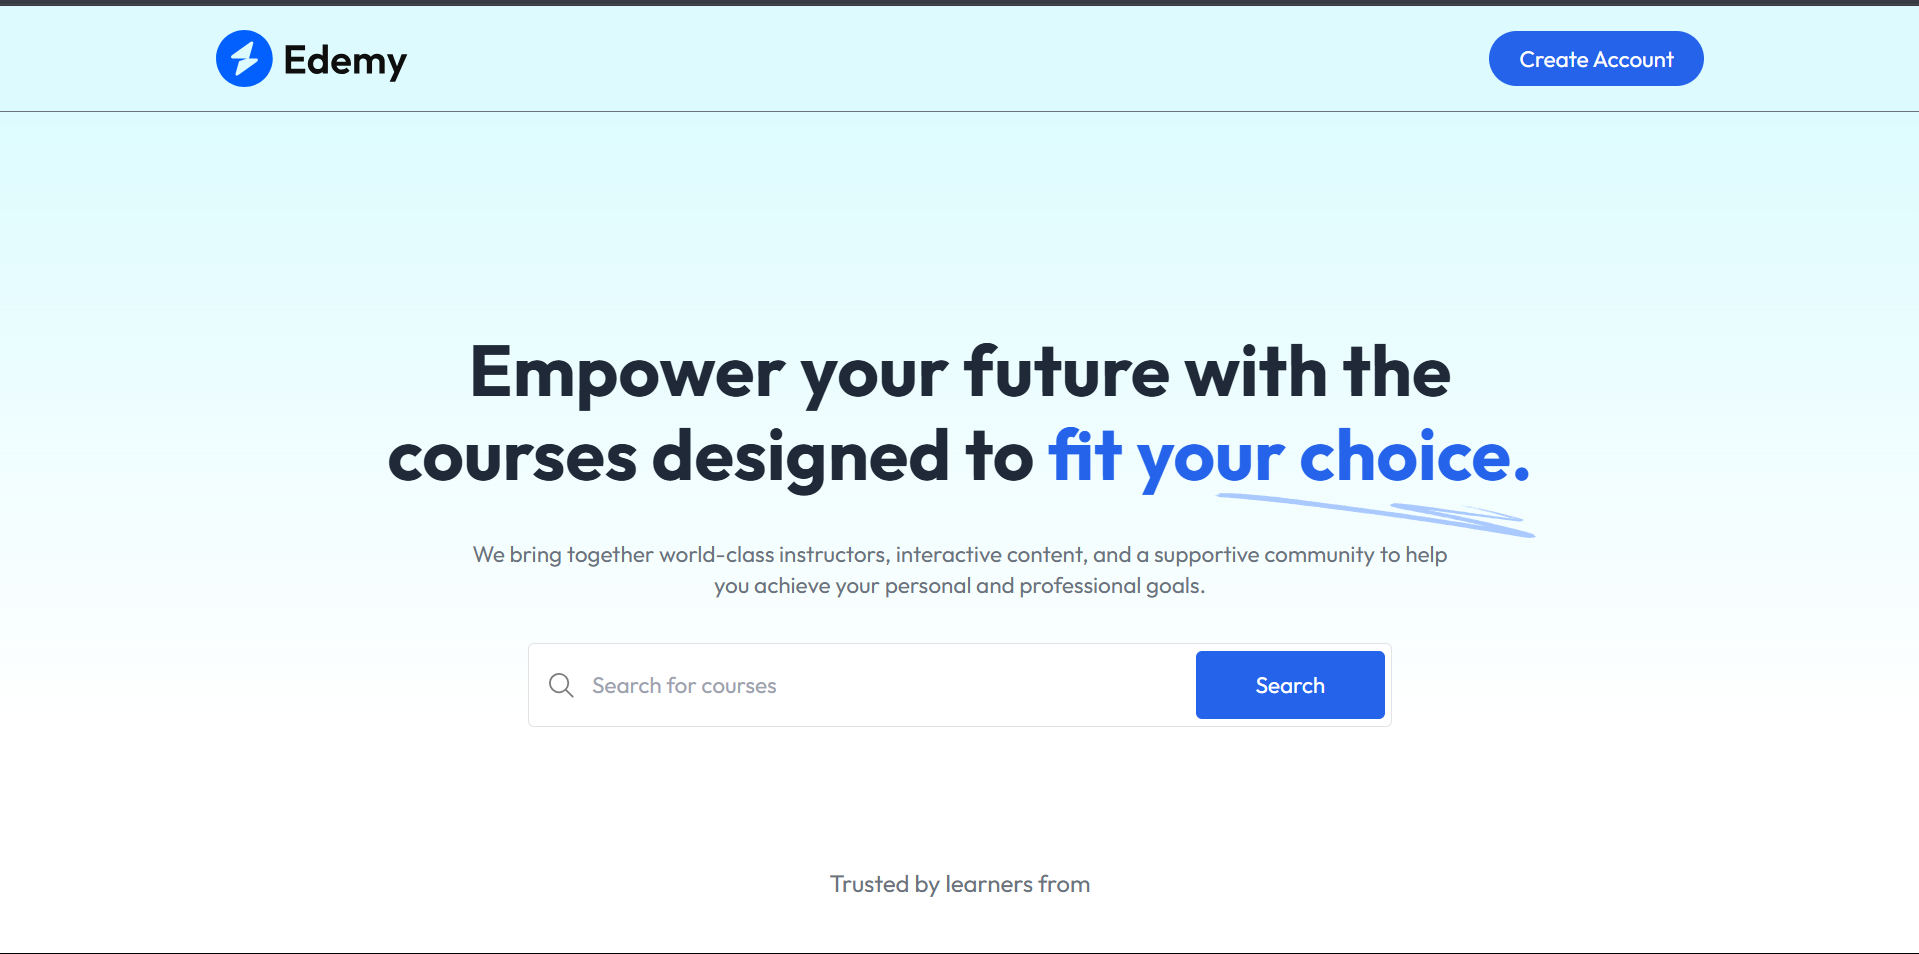 Edemy
Create Account
Empower your future with the
courses designed to fit your choice.
We bring together world-class instructors, interactive content, and a supportive community to help
you achieve your personal and professional goals.
Search for courses
Search
Trusted by learners from